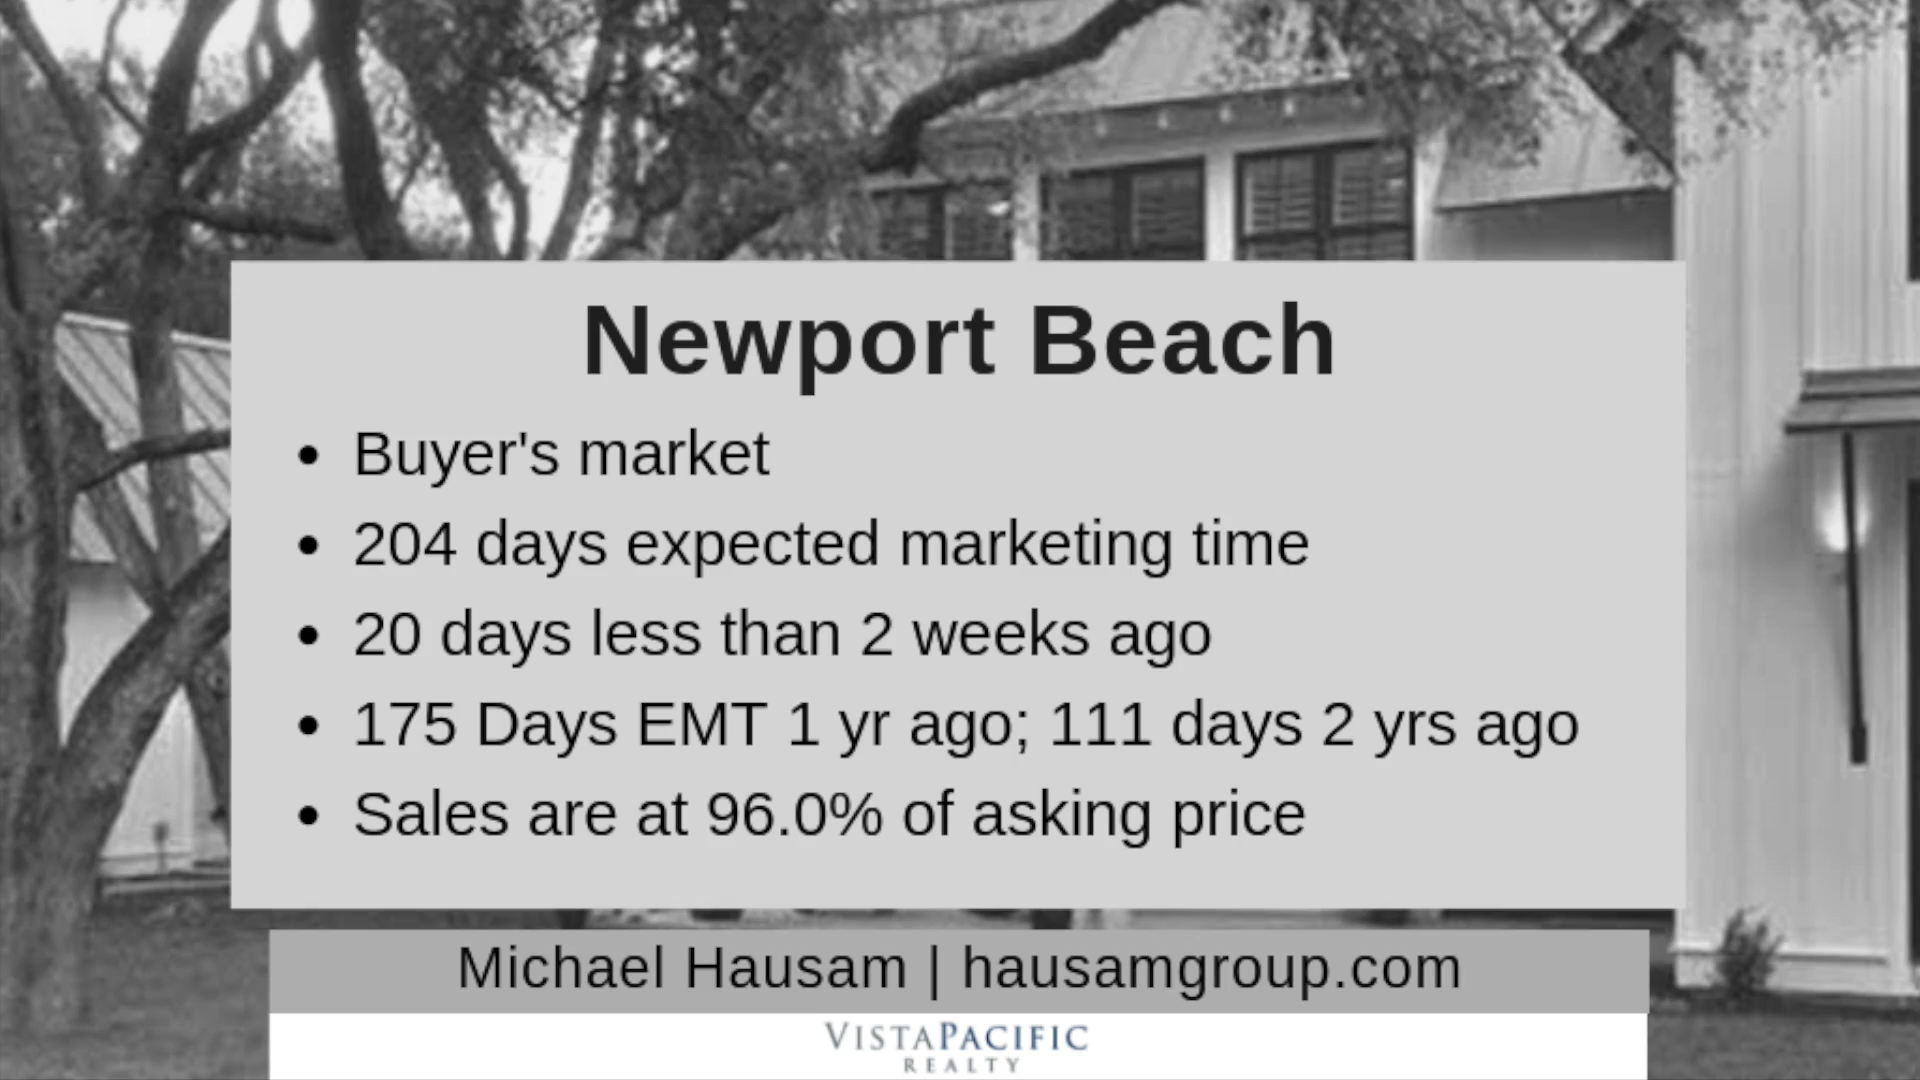 Newport Beach
• Buyer's market
• 204 days expected marketing time
• 20 days less than 2 weeks ago
• 175 Days EMT 1 yr ago; 111 days 2 yrs ago
• Sales are at 96.0% of asking price
Michael Hausam | hausamgroup.com
VISTAPACIFIC
REALTY